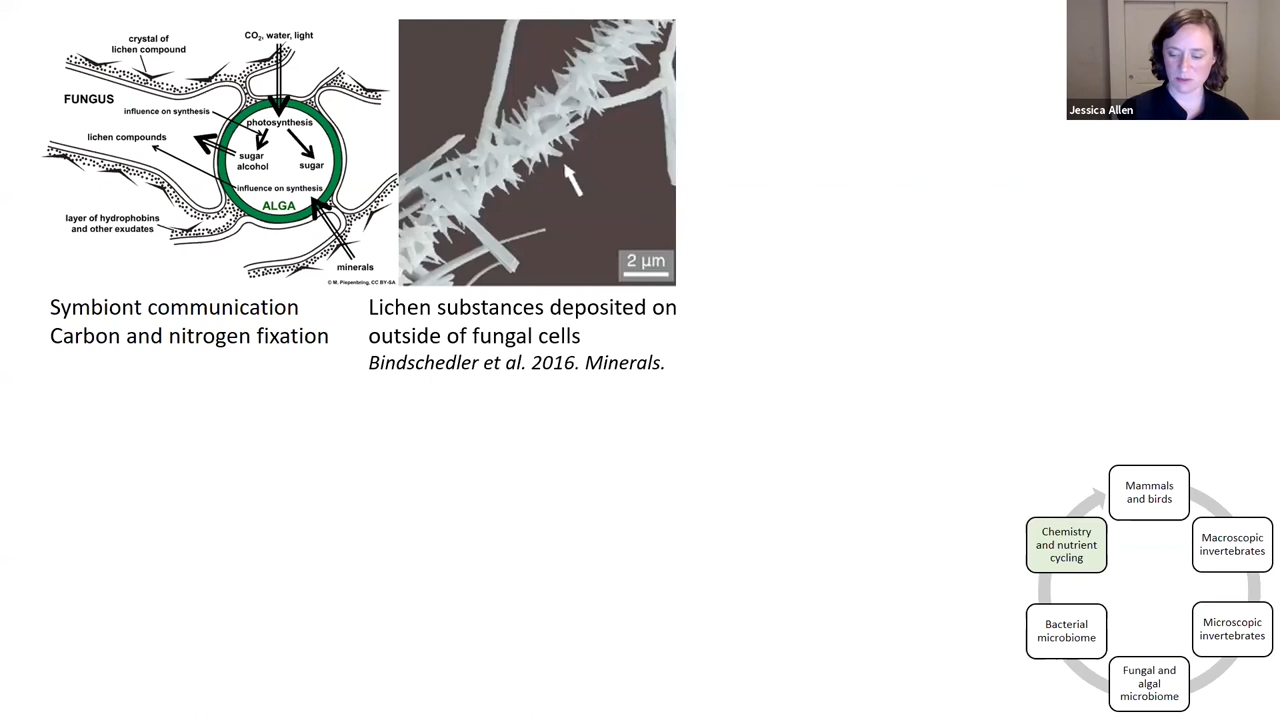 crystal of
lichen compound
CO₂, water, light
FUNGUS
influence on synthesis
photosynthesis
lichen compounds
sugar
alcohol
sugar
influence on synthesis
ALGA
layer of hydrophobins
and other exudates
minerals
© M. Piepenbring, CC BY-SA
2 µm
Jessica Allen
Symbiont communication
Carbon and nitrogen fixation
Lichen substances deposited on
outside of fungal cells
Bindschedler et al. 2016. Minerals.
Mammals
and birds
Macroscopic
invertebrates
Microscopic
invertebrates
Fungal and
algal
microbiome
Bacterial
microbiome
Chemistry
and nutrient
cycling